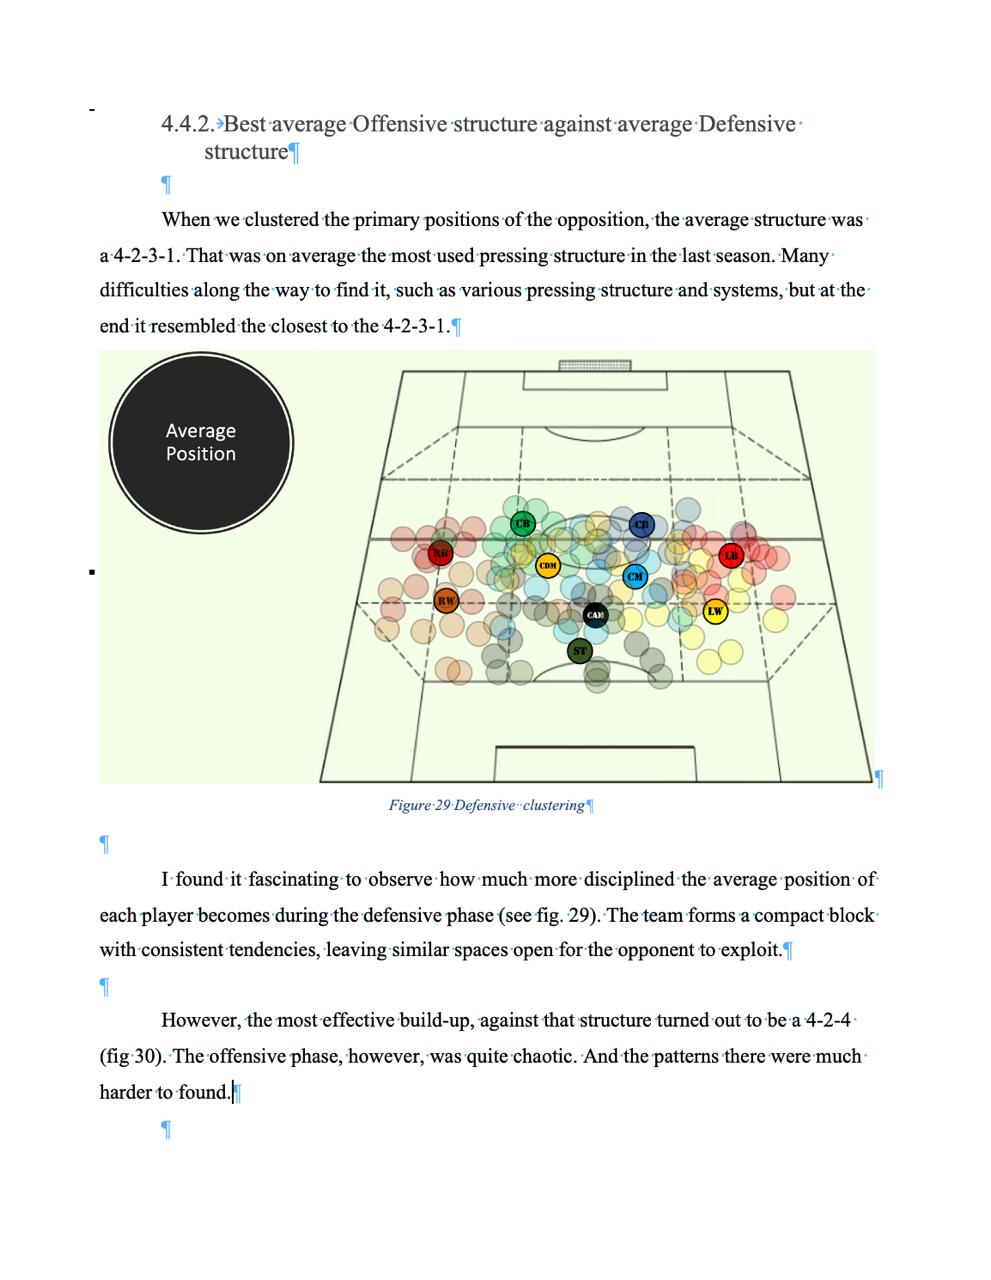 4.4.2. Best average Offensive structure against average Defensive
structure
When we clustered the primary positions of the opposition, the average structure was
a 4-2-3-1. That was on average the most used pressing structure in the last season. Many
difficulties along the way to find it, such as various pressing structure and systems, but at the
end it resembled the closest to the 4-2-3-1.
Average
Position
CB
CB
RB
CDM
LB
CM
RW
CAM
LW
ST
Figure 29 Defensive  clustering
I found it fascinating to observe how much more disciplined the average position of
each player becomes during the defensive phase (see fig. 29). The team forms a compact block
with consistent tendencies, leaving similar spaces open for the opponent to exploit.
However, the most effective build-up, against that structure turned out to be a 4-2-4
(fig 30). The offensive phase, however, was quite chaotic. And the patterns there were much
harder to found.